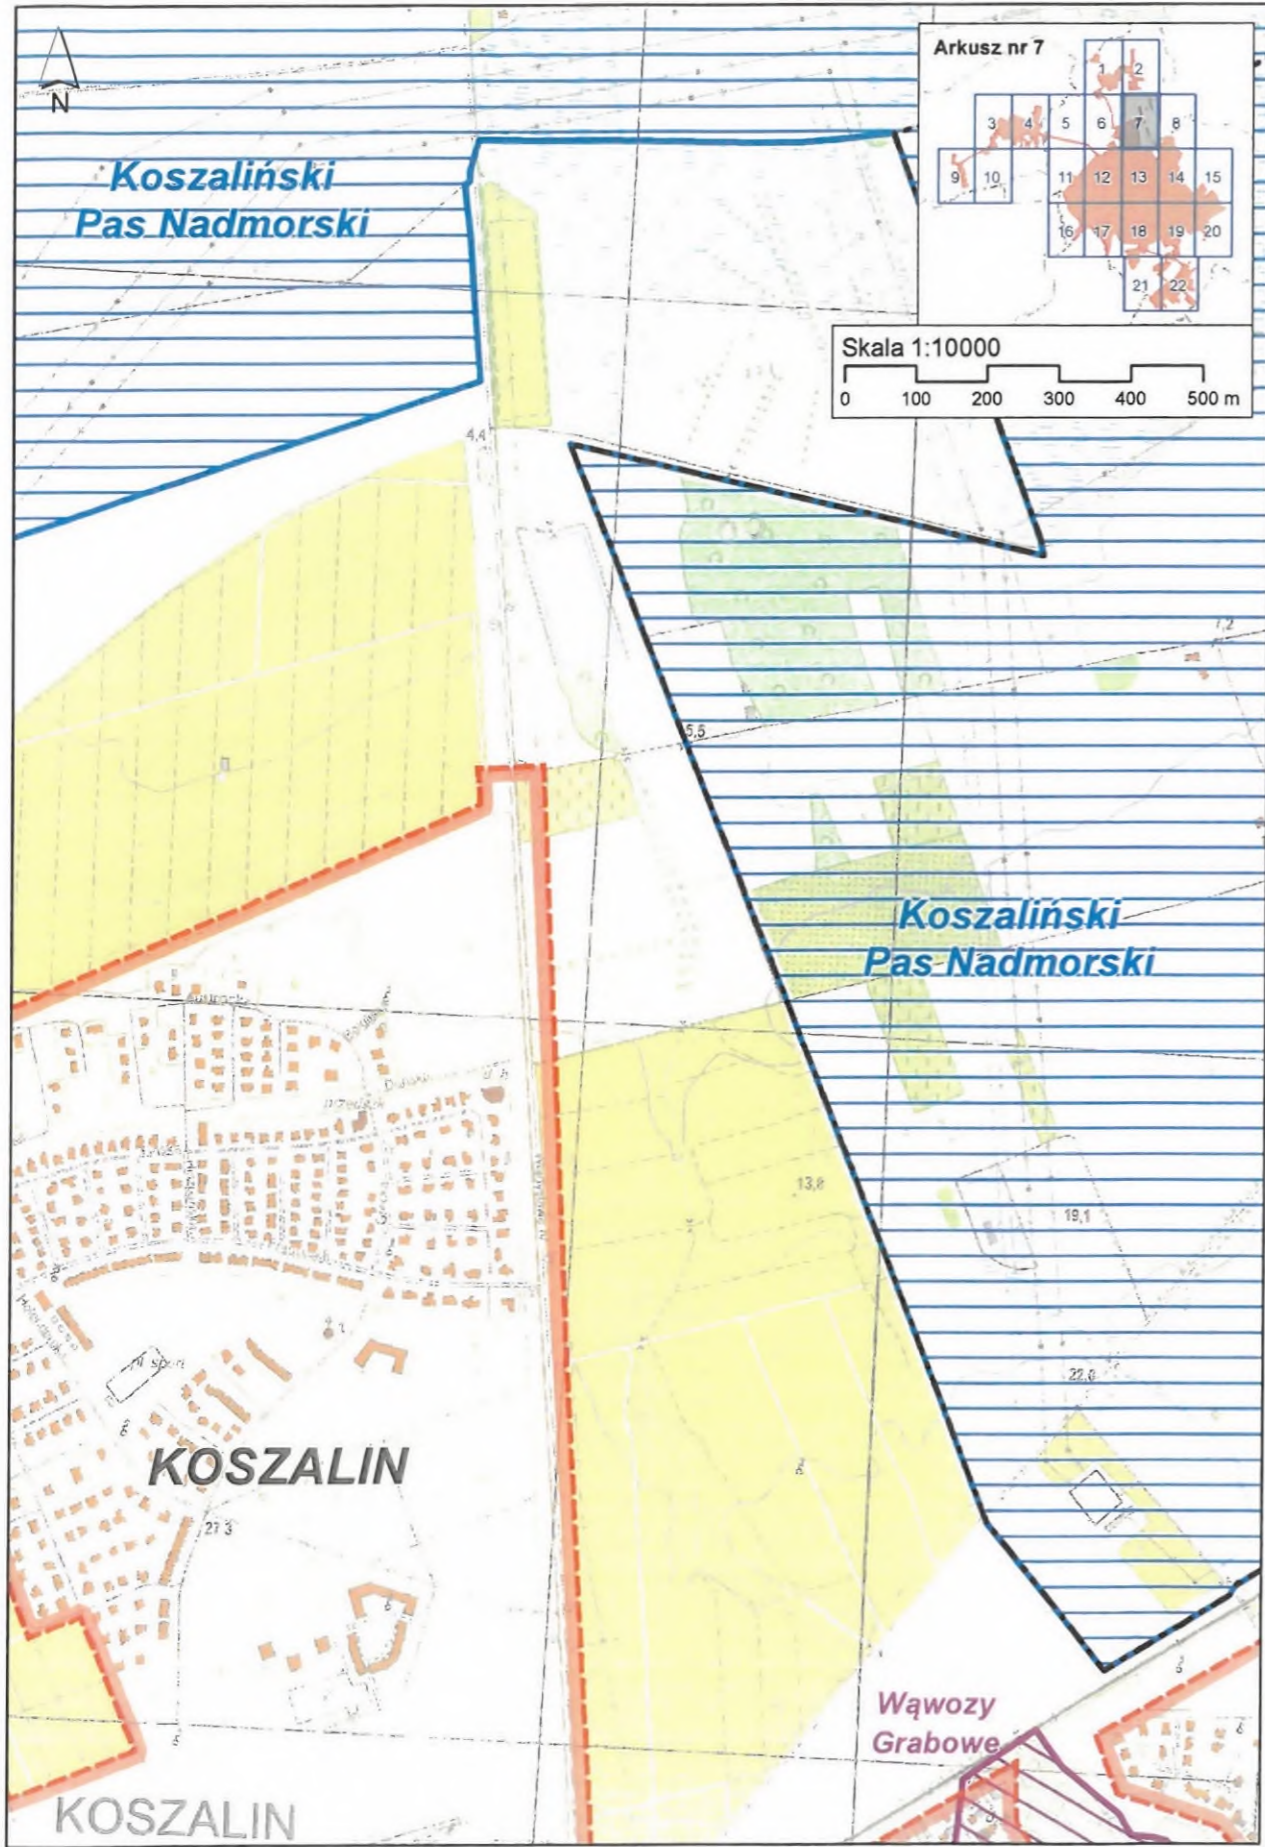 N
Arkusz nr 7
1 2
3 4 5 6 7 8
9 10 11 12 13 14 15
16 17 18 19 20
21 22
Koszaliński
Pas Nadmorski
Skala 1:10000
0 100 200 300 400 500 m
4,4
7,2
5,5
Koszaliński
Pas Nadmorski
13,8
19,1
22,8
KOSZALIN
27 3
Wąwozy
Grabowe
KOSZALIN